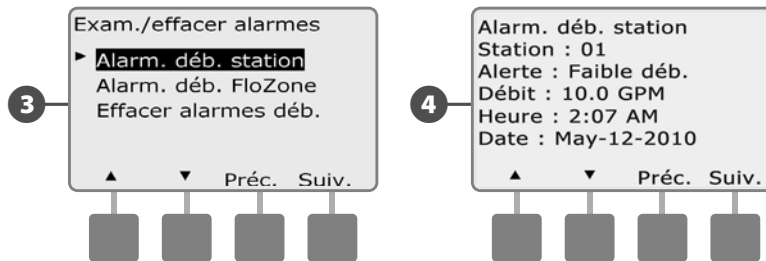 3
Exam./effacer alarmes
► Alarm. déb. station
Alarm. déb. FloZone
Effacer alarmes déb.
▲ ▼ Préc. Suiv.
4
Alarm. déb. station
Station : 01
Alerte : Faible déb.
Débit : 10.0 GPM
Heure : 2:07 AM
Date : May-12-2010
▲ ▼ Préc. Suiv.